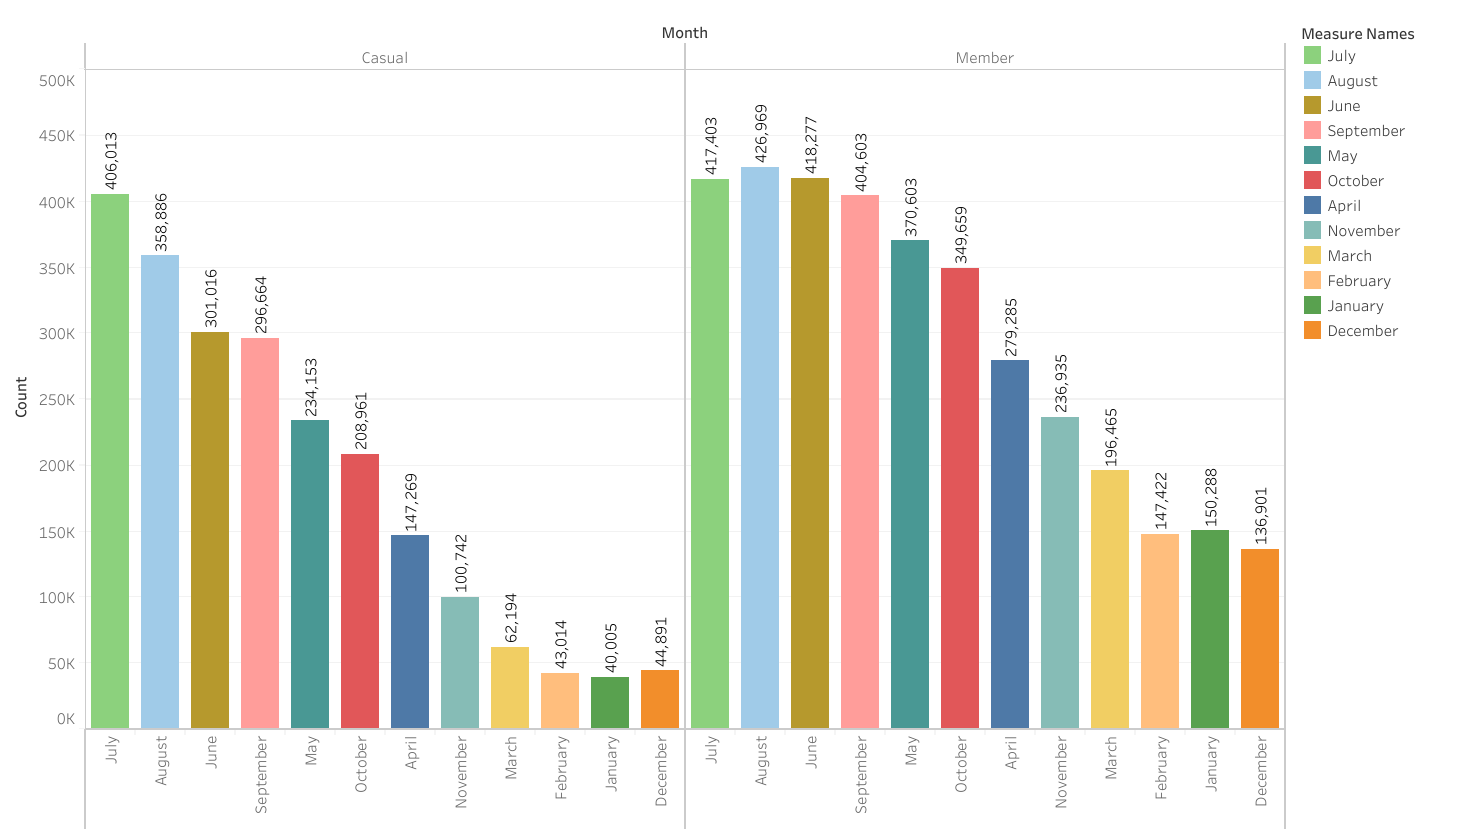 Month
Casual
Member
Count
500K
450K
400K
350K
300K
250K
200K
150K
100K
50K
0K
406,013
358,886
301,016
296,664
234,153
208,961
147,269
100,742
62,194
43,014
40,005
44,891
417,403
426,969
418,277
404,603
370,603
349,659
279,285
236,935
196,465
147,422
150,288
136,901
July
August
June
September
May
October
April
November
March
February
January
December
July
August
June
September
May
October
April
November
March
February
January
December
Measure Names
July
August
June
September
May
October
April
November
March
February
January
December